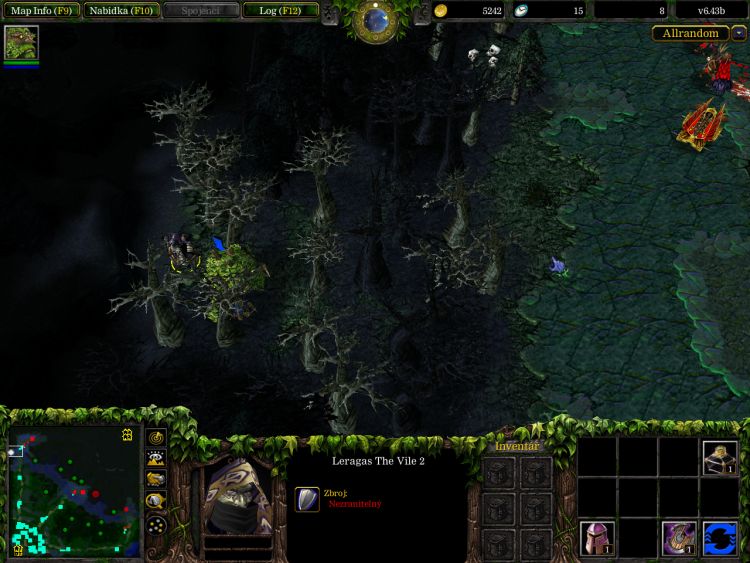 Map Info (F9) Nabídka (F10) Spojenci Log (F12) 5242 15 8 v6.43b
Allrandom
Leragas The Vile 2
Zbroj:
Nezranitelný
Inventář
1
1 1